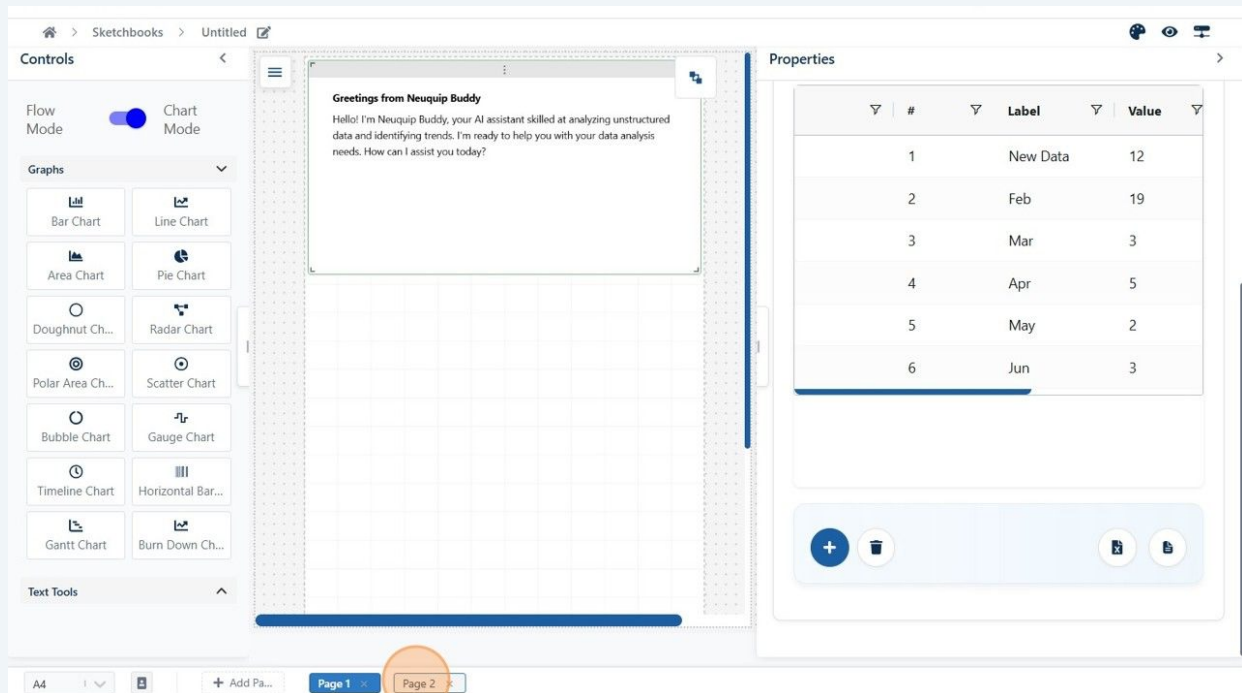 Sketchbooks > Untitled
Controls
Flow Mode
Chart Mode
Graphs
Bar Chart
Line Chart
Area Chart
Pie Chart
Doughnut Ch...
Radar Chart
Polar Area Ch...
Scatter Chart
Bubble Chart
Gauge Chart
Timeline Chart
Horizontal Bar...
Gantt Chart
Burn Down Ch...
Text Tools
Greetings from Neuquip Buddy
Hello! I'm Neuquip Buddy, your AI assistant skilled at analyzing unstructured
data and identifying trends. I'm ready to help you with your data analysis
needs. How can I assist you today?
Properties
# Label Value
1 New Data 12
2 Feb 19
3 Mar 3
4 Apr 5
5 May 2
6 Jun 3
A4
+ Add Pa...
Page 1 ×
Page 2 ×